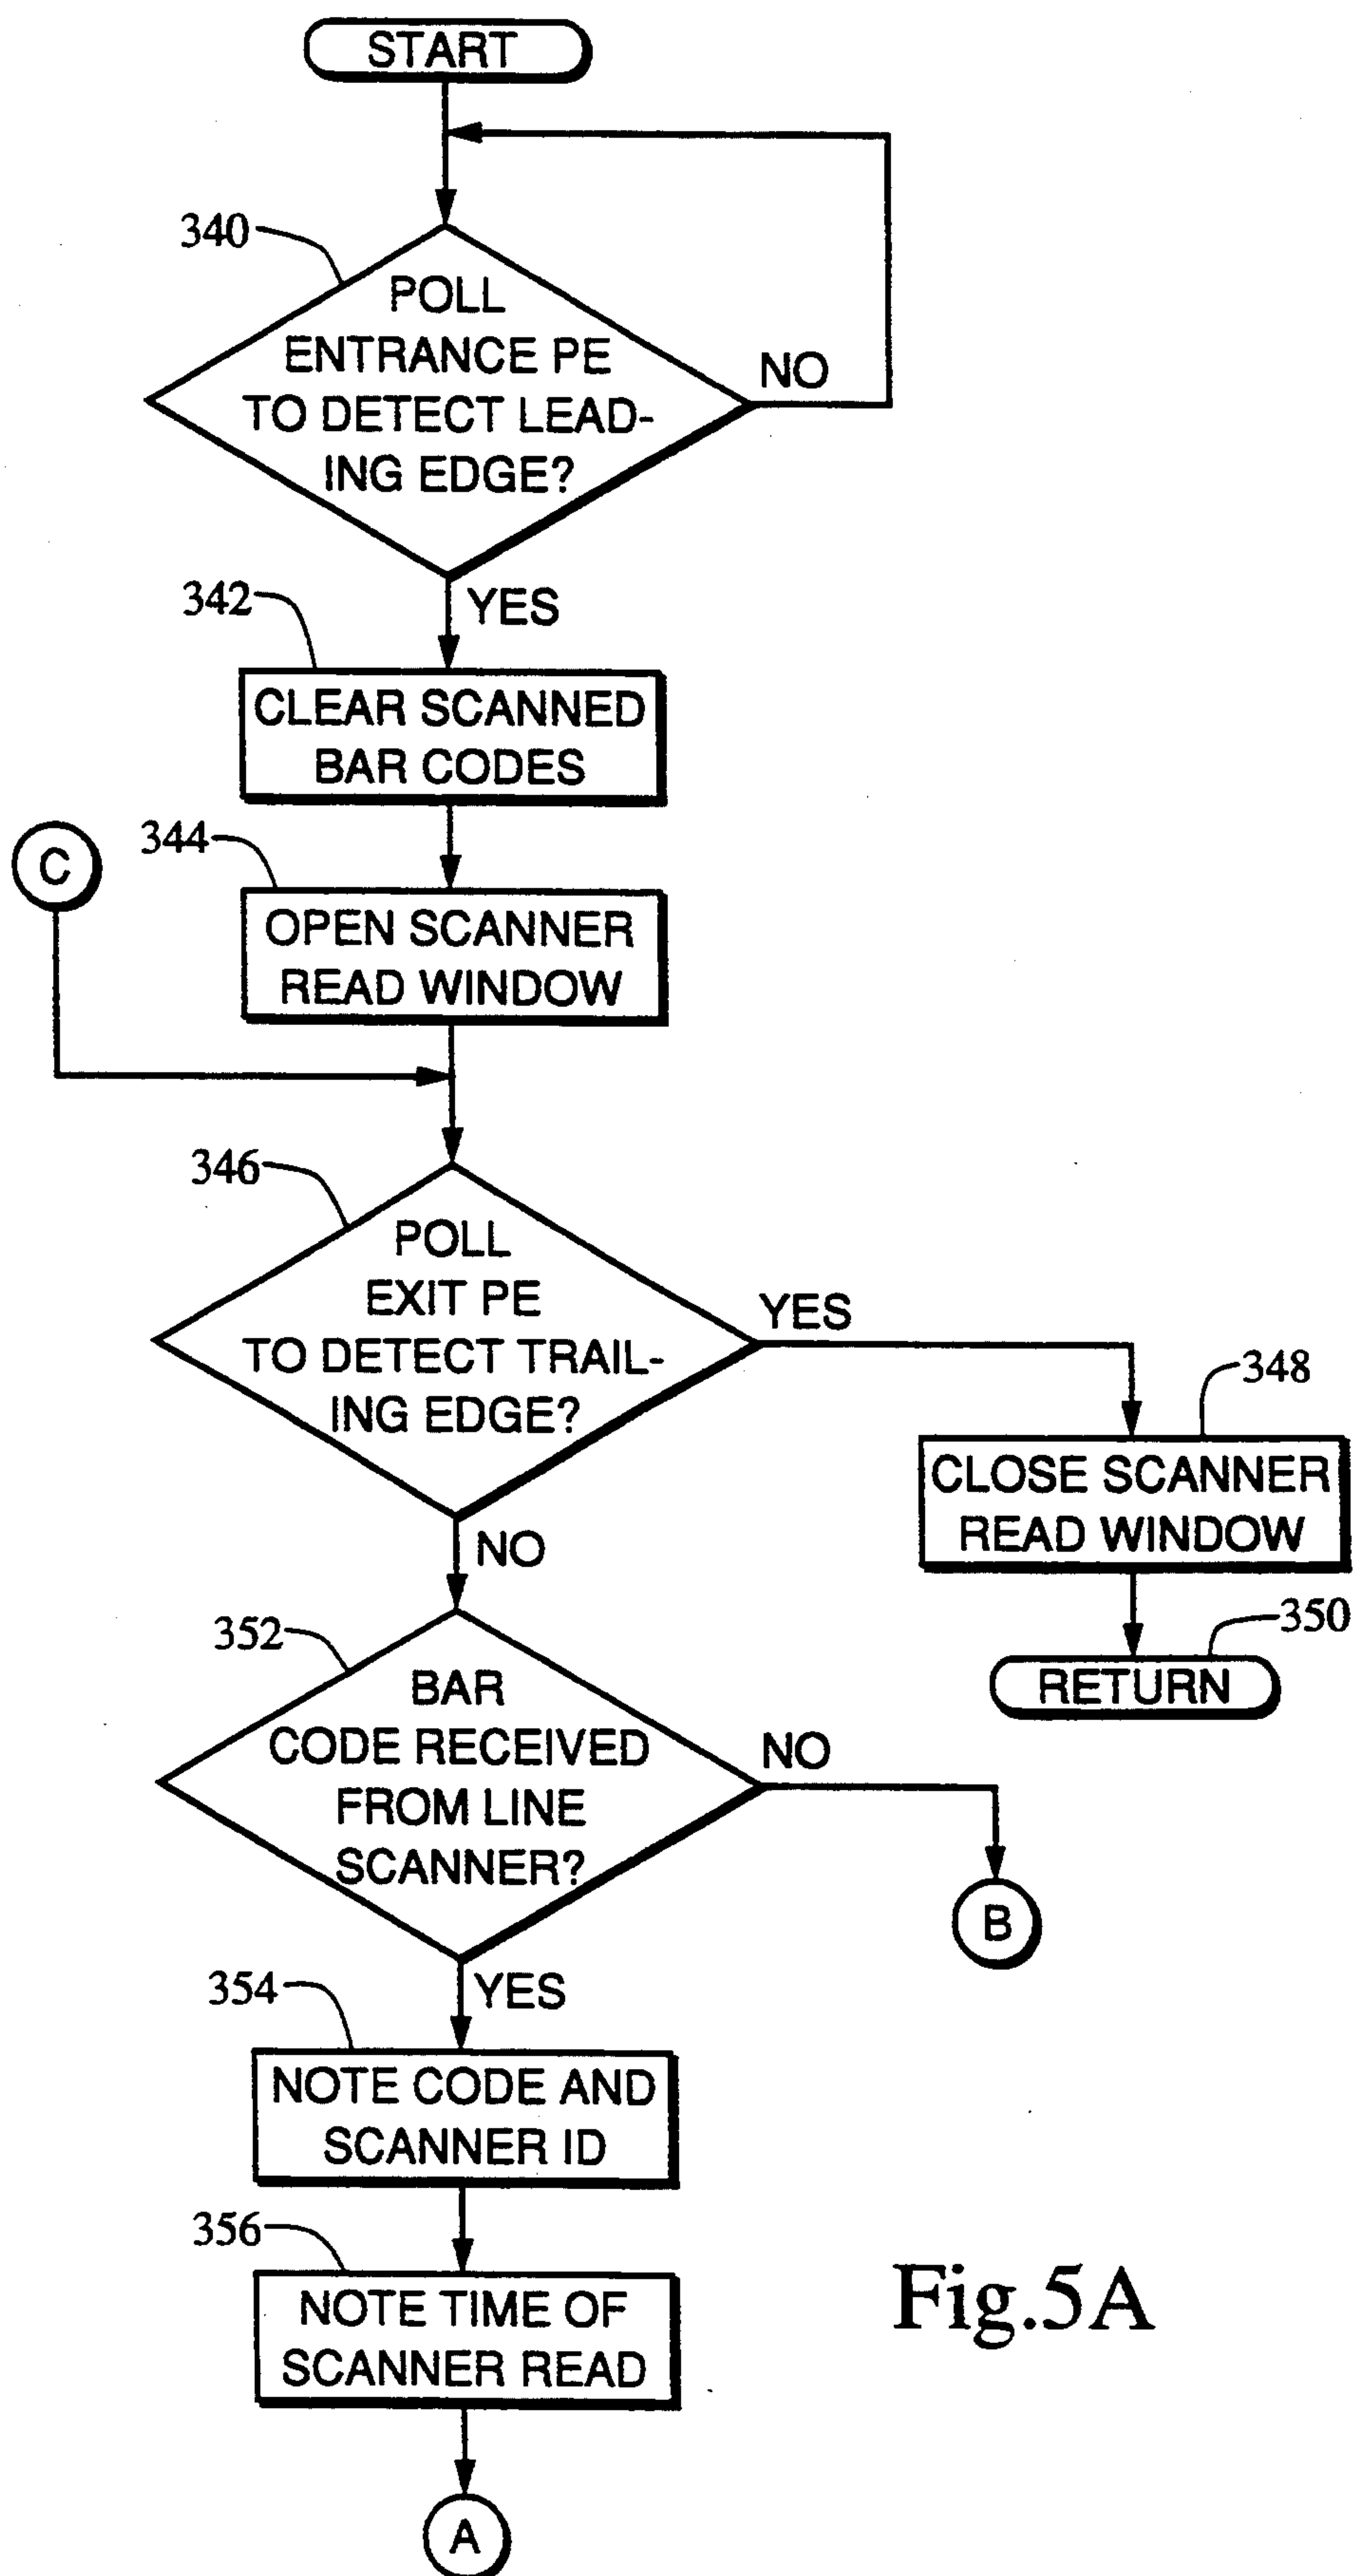 START
340
POLL
ENTRANCE PE
TO DETECT LEAD-
ING EDGE?
NO
YES
342
CLEAR SCANNED
BAR CODES
C
344
OPEN SCANNER
READ WINDOW
346
POLL
EXIT PE
TO DETECT TRAIL-
ING EDGE?
YES
348
CLOSE SCANNER
READ WINDOW
NO
350
RETURN
352
BAR
CODE RECEIVED
FROM LINE
SCANNER?
NO
B
YES
354
NOTE CODE AND
SCANNER ID
356
NOTE TIME OF
SCANNER READ
Fig.5A
A